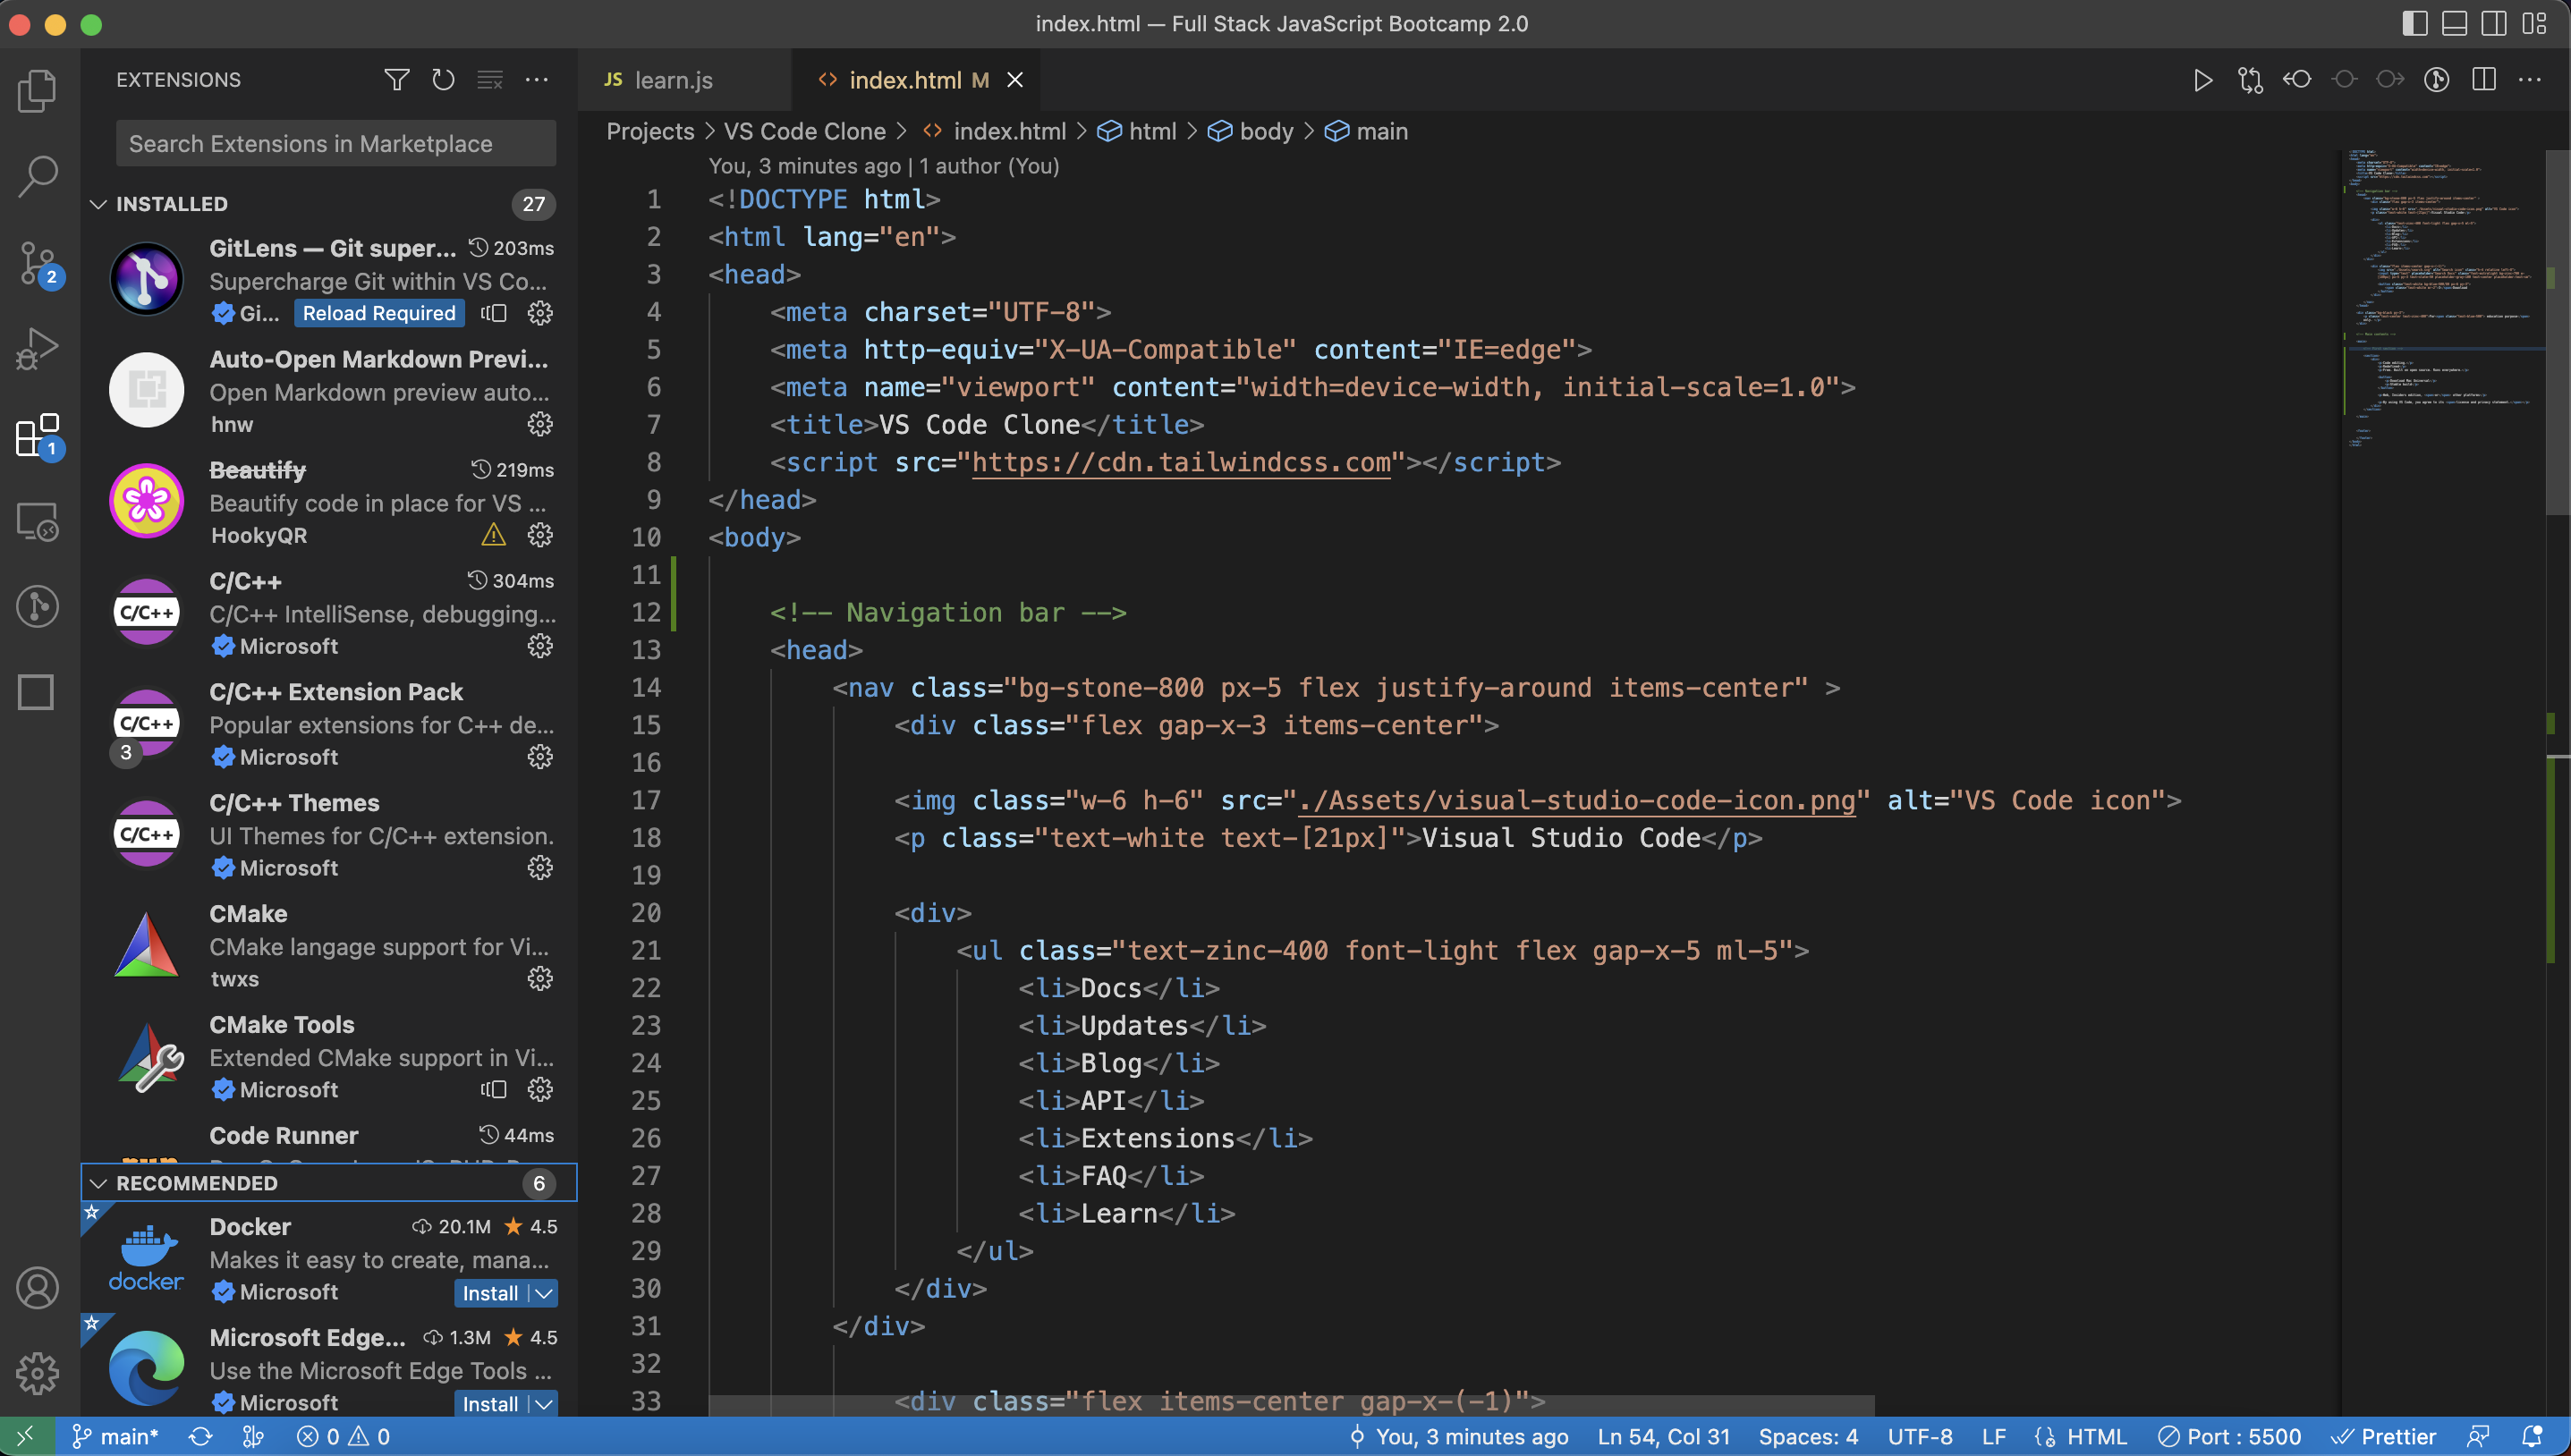 index.html — Full Stack JavaScript Bootcamp 2.0
EXTENSIONS
Search Extensions in Marketplace
INSTALLED 27
GitLens — Git super... 203ms
Supercharge Git within VS Co...
Gi... Reload Required
Auto-Open Markdown Previ...
Open Markdown preview auto...
hnw
Beautify 219ms
Beautify code in place for VS ...
HookyQR
C/C++ 304ms
C/C++ IntelliSense, debugging...
Microsoft
C/C++ Extension Pack
Popular extensions for C++ de...
Microsoft
3
C/C++ Themes
UI Themes for C/C++ extension.
Microsoft
CMake
CMake langage support for Vi...
twxs
CMake Tools
Extended CMake support in Vi...
Microsoft
Code Runner 44ms
RECOMMENDED 6
Docker 20.1M ★ 4.5
Makes it easy to create, mana...
docker
Microsoft Install
Microsoft Edge... 1.3M ★ 4.5
Use the Microsoft Edge Tools ...
Microsoft Install
2
1
C/C++
C/C++
C/C++
JS learn.js
<> index.html M
Projects > VS Code Clone > <> index.html > html > body > main
You, 3 minutes ago | 1 author (You)
1 <!DOCTYPE html>
2 <html lang="en">
3 <head>
4 <meta charset="UTF-8">
5 <meta http-equiv="X-UA-Compatible" content="IE=edge">
6 <meta name="viewport" content="width=device-width, initial-scale=1.0">
7 <title>VS Code Clone</title>
8 <script src="https://cdn.tailwindcss.com"></script>
9 </head>
10 <body>
11
12 <!-- Navigation bar -->
13 <head>
14 <nav class="bg-stone-800 px-5 flex justify-around items-center" >
15 <div class="flex gap-x-3 items-center">
16
17 <img class="w-6 h-6" src="./Assets/visual-studio-code-icon.png" alt="VS Code icon">
18 <p class="text-white text-[21px]">Visual Studio Code</p>
19
20 <div>
21 <ul class="text-zinc-400 font-light flex gap-x-5 ml-5">
22 <li>Docs</li>
23 <li>Updates</li>
24 <li>Blog</li>
25 <li>API</li>
26 <li>Extensions</li>
27 <li>FAQ</li>
28 <li>Learn</li>
29 </ul>
30 </div>
31 </div>
32
33 <div class="flex items-center gap-x-(-1)">
main* 0 0
You, 3 minutes ago Ln 54, Col 31 Spaces: 4 UTF-8 LF HTML Port : 5500 Prettier